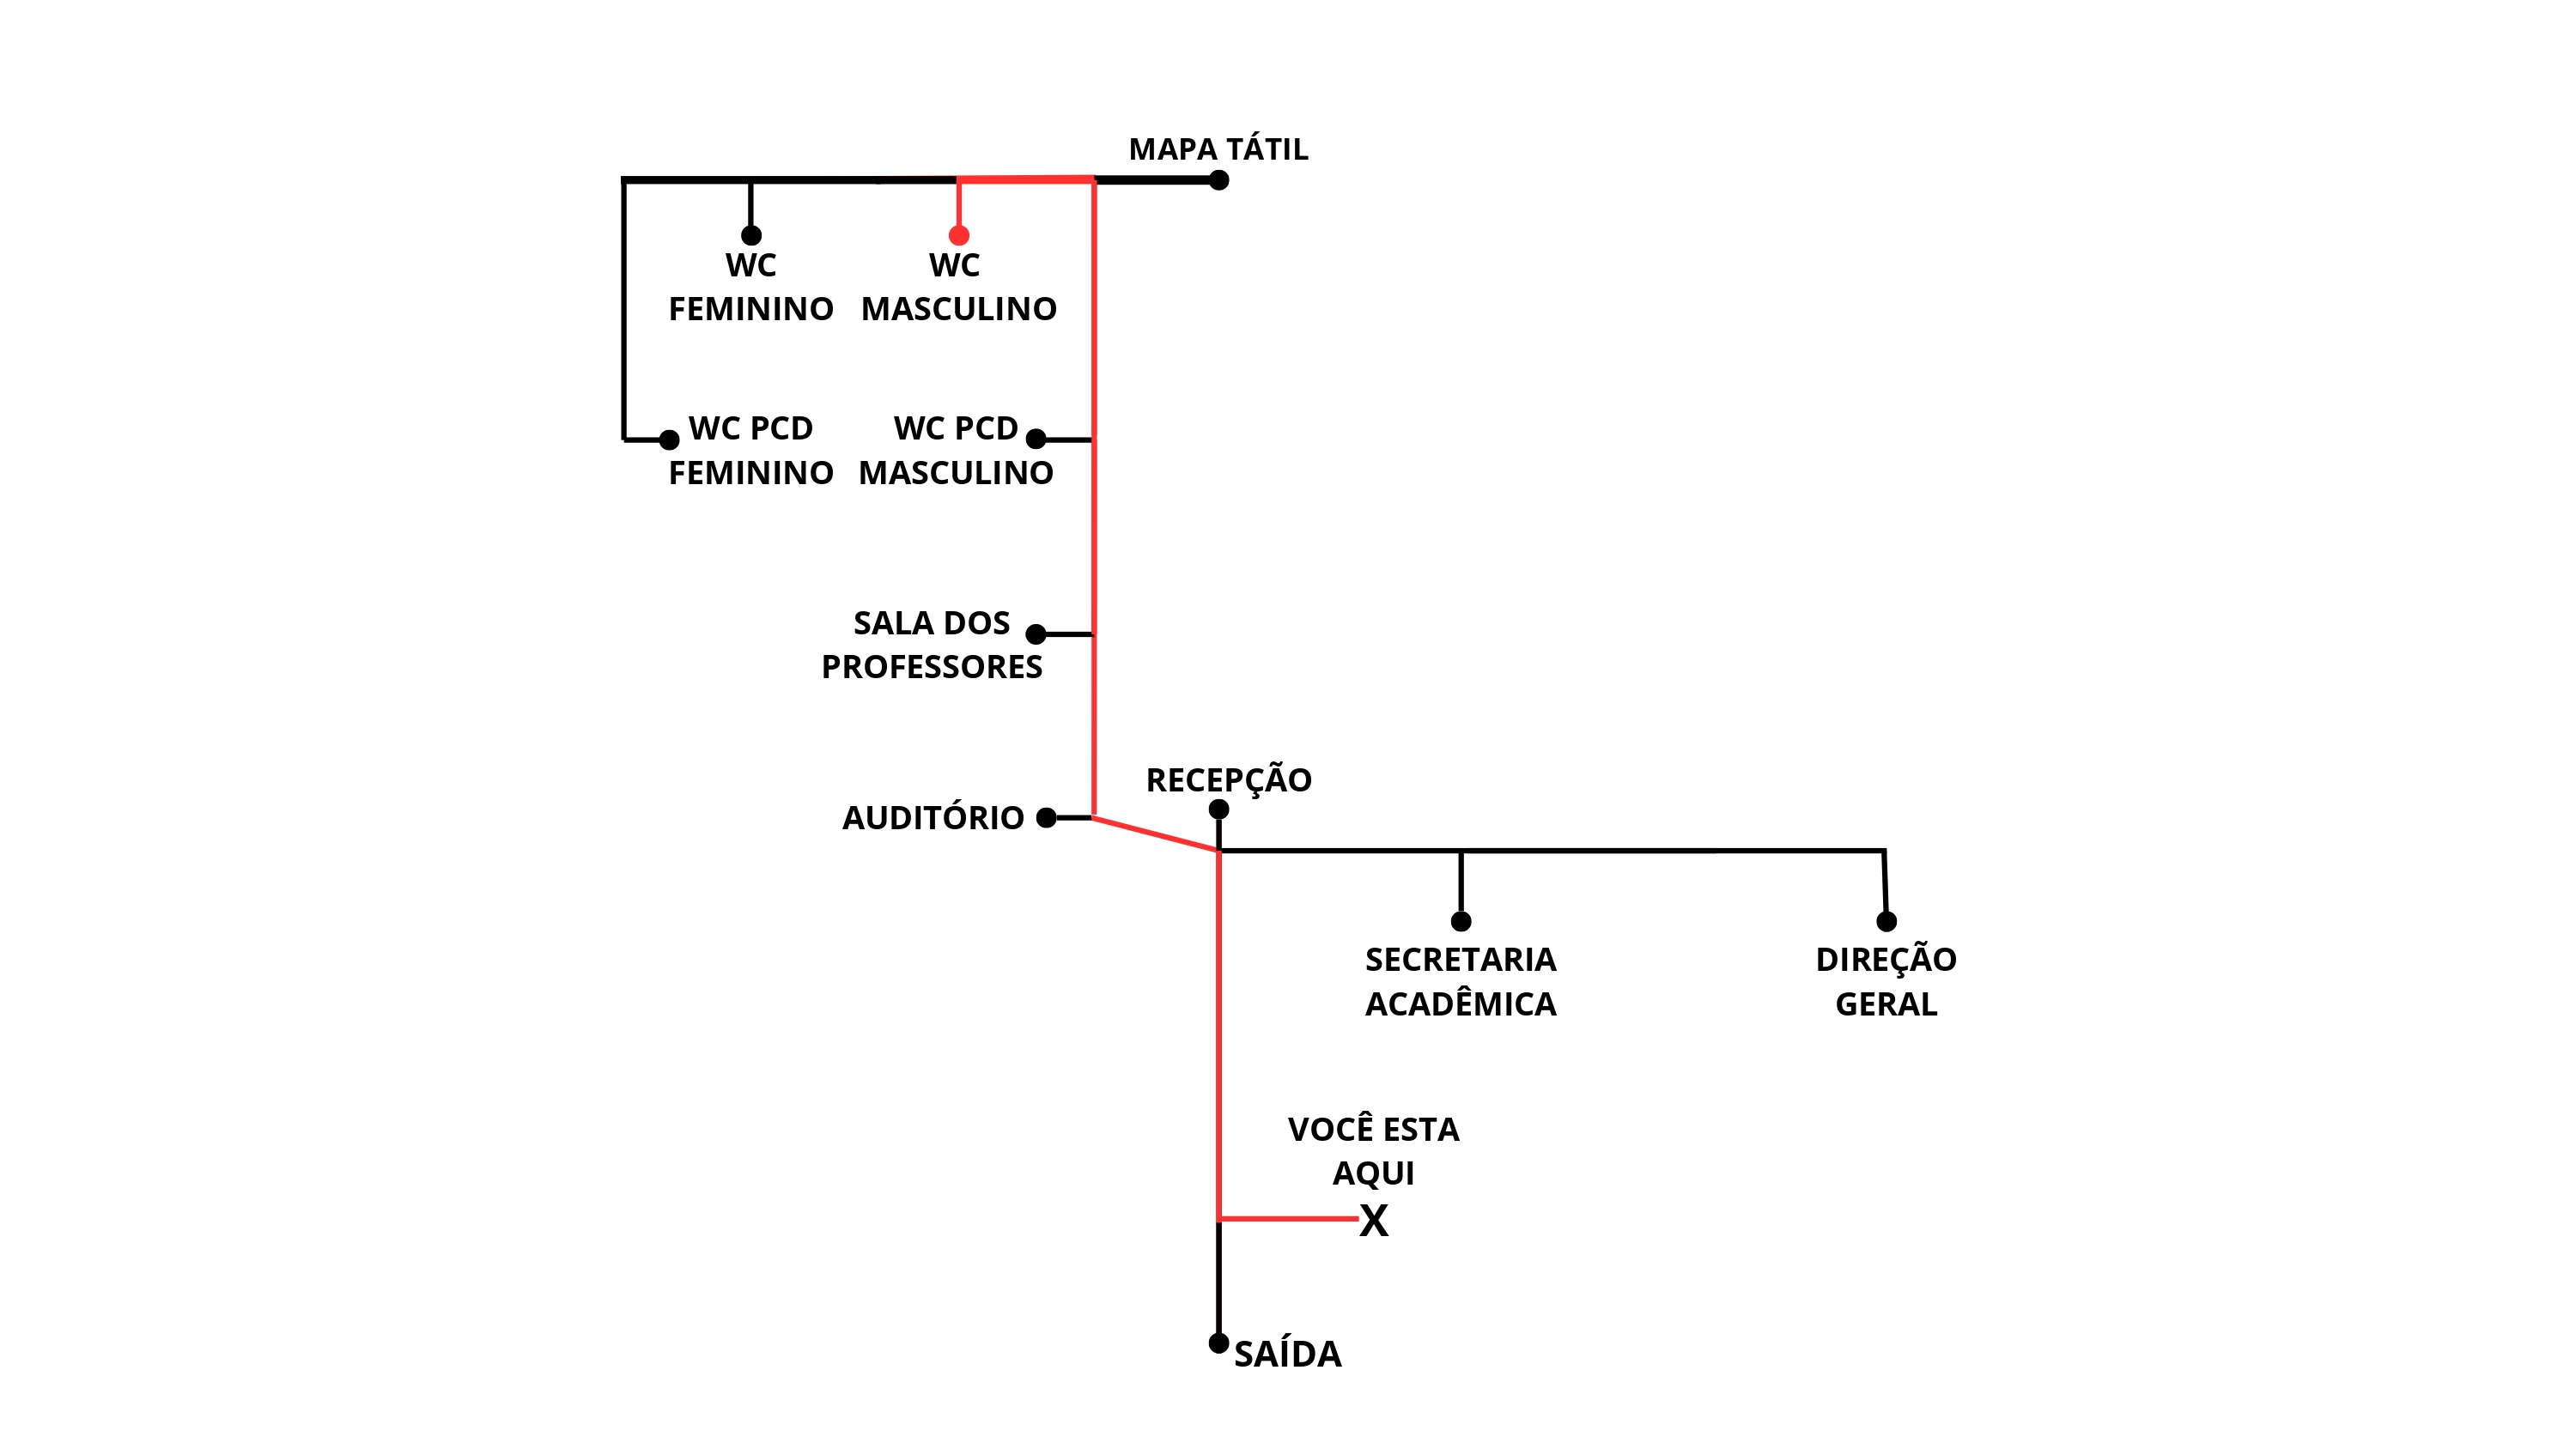 MAPA TÁTIL
WC
FEMININO
WC
MASCULINO
WC PCD
FEMININO
WC PCD
MASCULINO
SALA DOS
PROFESSORES
RECEPÇÃO
AUDITÓRIO
SECRETARIA
ACADÊMICA
DIREÇÃO
GERAL
VOCÊ ESTA
AQUI
X
SAÍDA